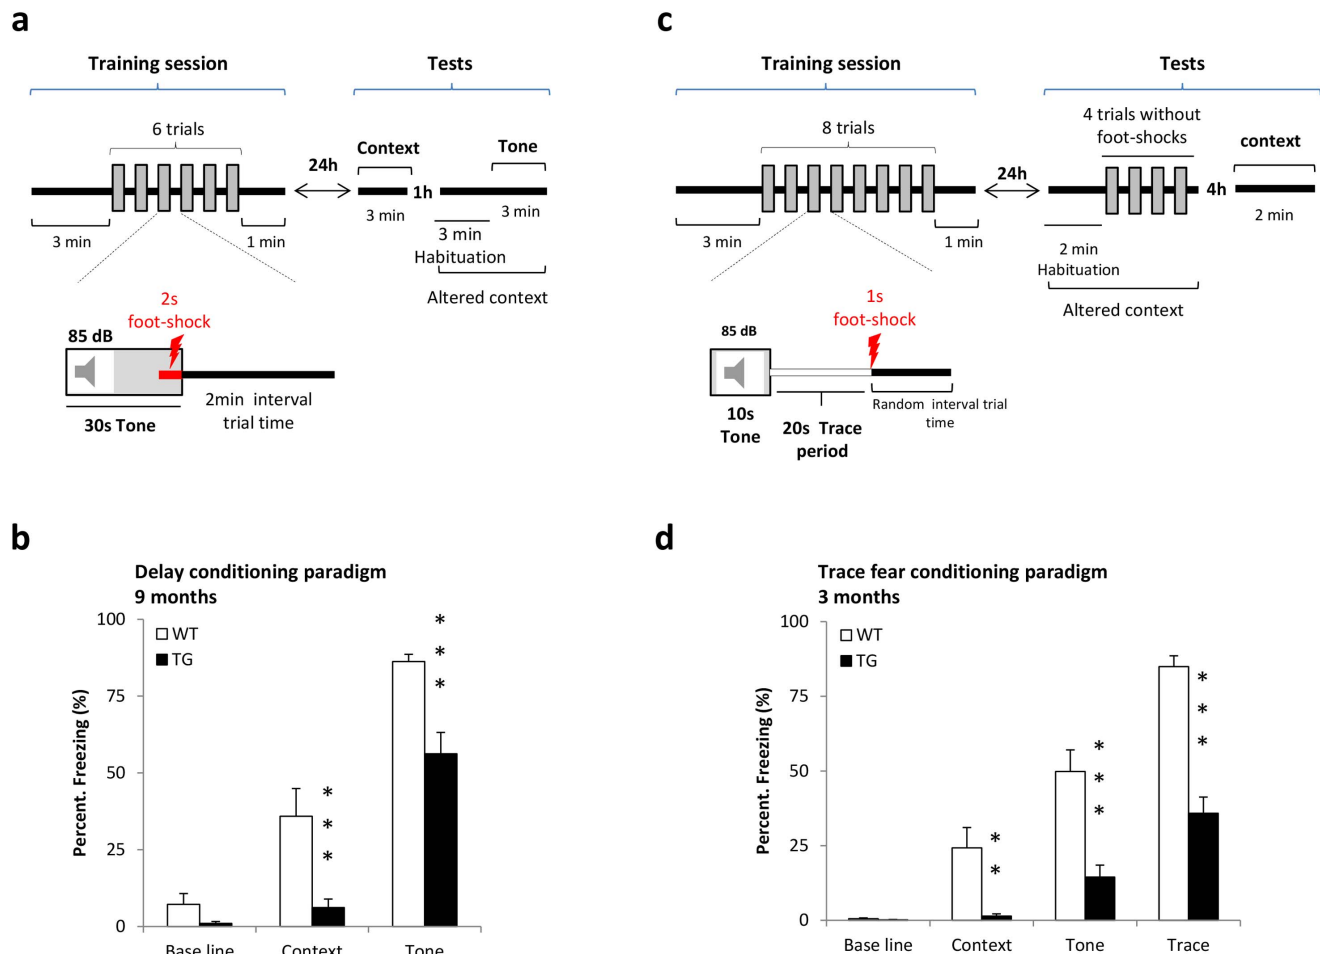 a
Training session
Tests
6 trials
Context
Tone
24h
1h
3 min
3 min
3 min
1 min
3 min
Habituation
Altered context
2s
foot-shock
85 dB
2min interval
trial time
30s Tone
c
Training session
Tests
8 trials
4 trials without
foot-shocks
context
24h
4h
3 min
1 min
2 min
2 min
Habituation
Altered context
1s
foot-shock
85 dB
10s
Tone
20s Trace
period
Random interval trial
time
b
Delay conditioning paradigm
9 months
100
75
50
25
0
Percent. Freezing (%)
WT
TG
* * *
* * *
Base line
Context
Tone
d
Trace fear conditioning paradigm
3 months
100
75
50
25
0
Percent. Freezing (%)
WT
TG
* *
* * *
* * *
Base line
Context
Tone
Trace